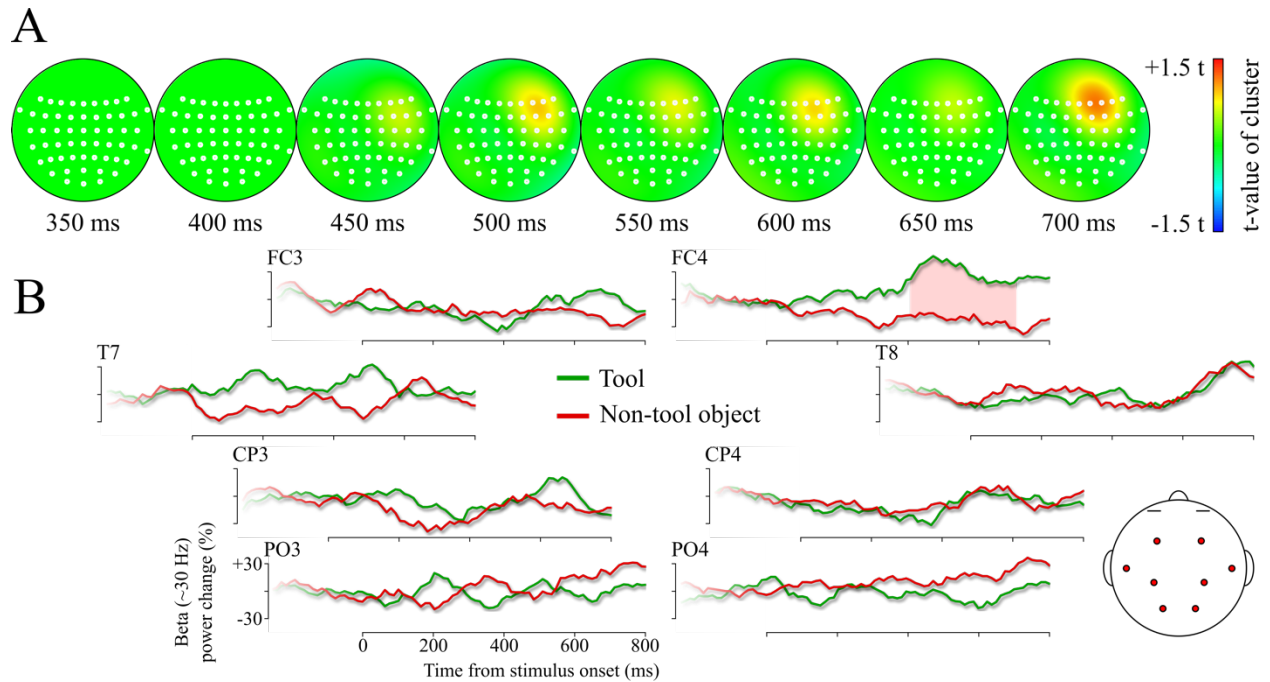 A
350 ms 400 ms 450 ms 500 ms 550 ms 600 ms 650 ms 700 ms
+1.5 t
-1.5 t
t-value of cluster
B
FC3 FC4
T7 T8
Tool
Non-tool object
CP3 CP4
PO3 PO4
Beta (~30 Hz)
power change (%)
+30
-30
0 200 400 600 800
Time from stimulus onset (ms)